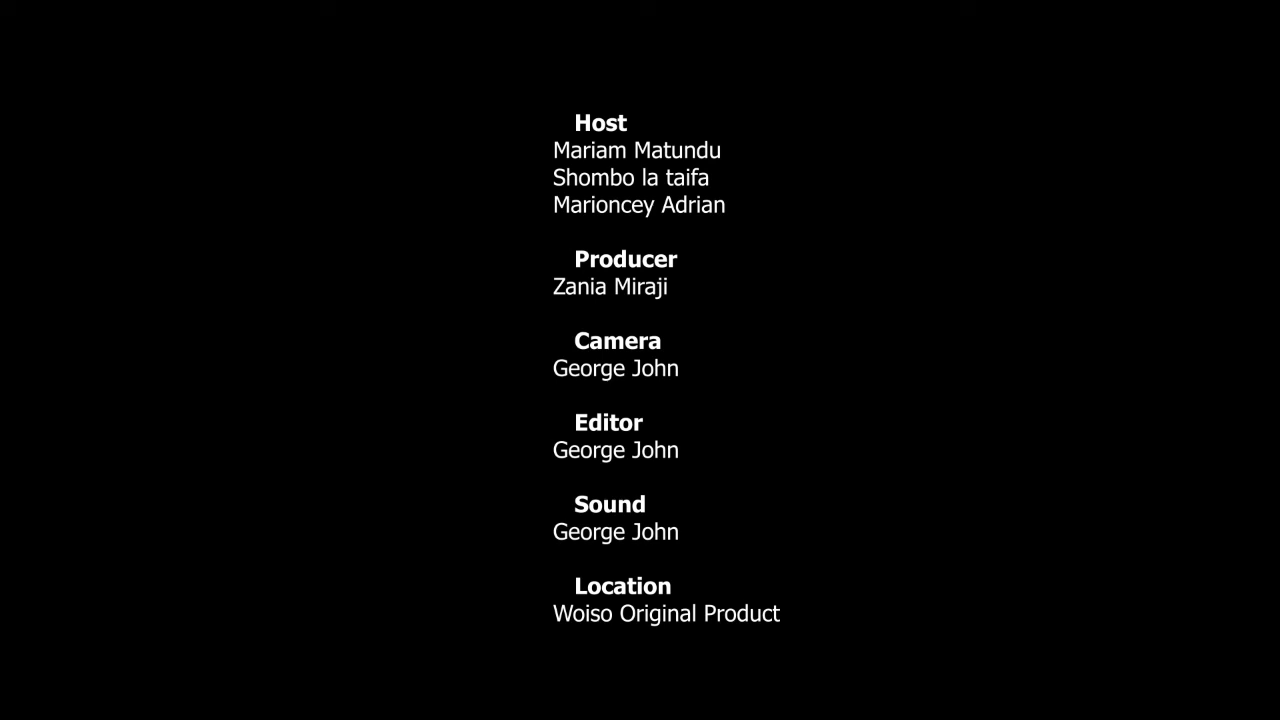 Host
Mariam Matundu
Shombo la taifa
Marioncey Adrian
Producer
Zania Miraji
Camera
George John
Editor
George John
Sound
George John
Location
Woiso Original Product